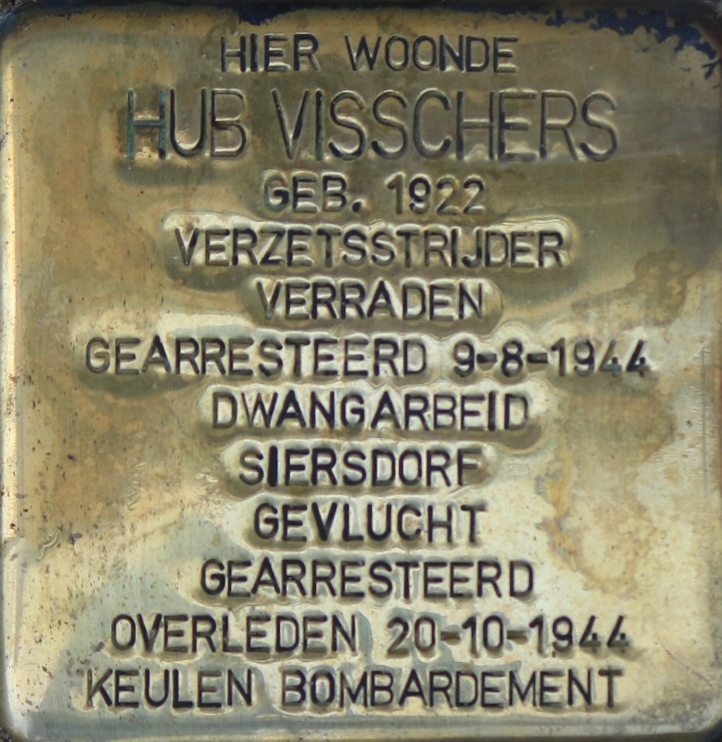 HIER WOONDE
HUB VISSCHERS
GEB. 1922
VERZETSSTRIJDER
VERRADEN
GEARRESTEERD 9-8-1944
DWANGARBEID
SIERSDORF
GEVLUCHT
GEARRESTEERD
OVERLEDEN 20-10-1944
KEULEN BOMBARDEMENT